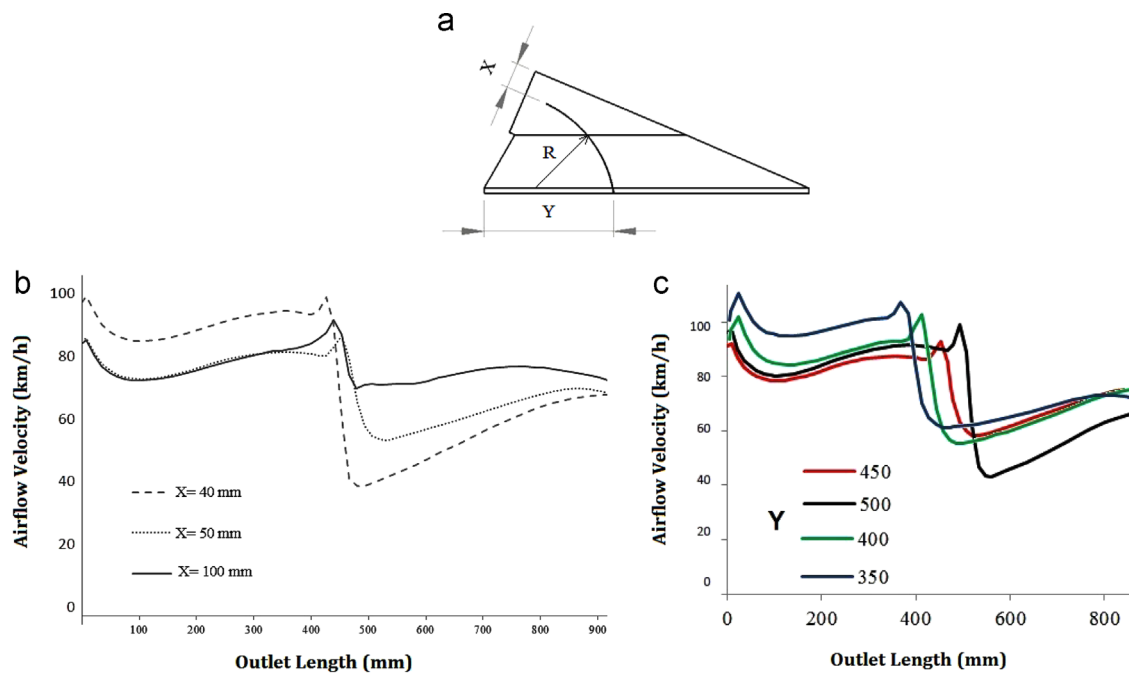 a
X
R
Y
b
Airflow Velocity (km/h)
100
80
60
40
20
0
X= 40 mm
X= 50 mm
X= 100 mm
100 200 300 400 500 600 700 800 900
Outlet Length (mm)
c
Airflow Velocity (km/h)
100
80
60
40
20
0
Y
450
500
400
350
0 200 400 600 800
Outlet Length (mm)